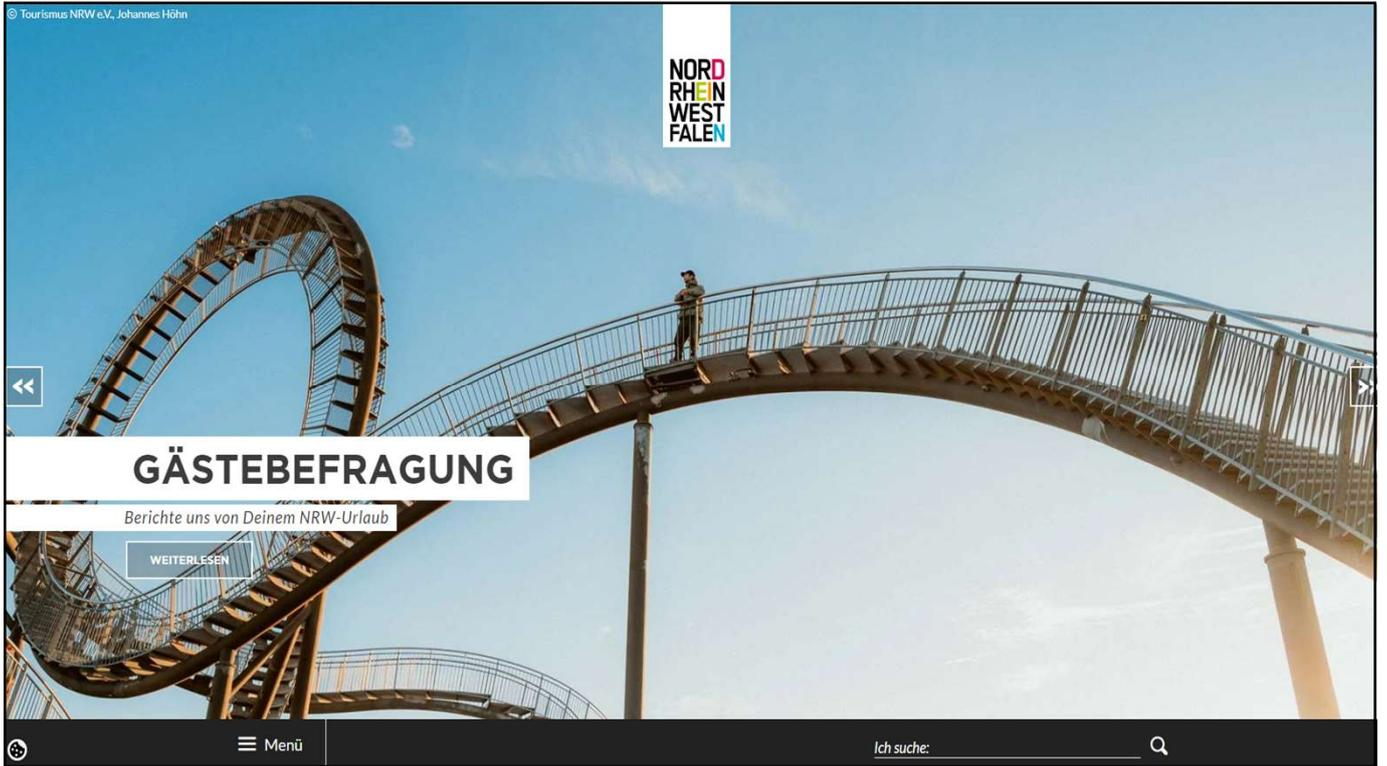 © Tourismus NRW e.V., Johannes Höhn
NORD
RHEIN
WEST
FALEN
GÄSTEBEFRAGUNG
Berichte uns von Deinem NRW-Urlaub
WEITERLESEN
Menü
Ich suche: